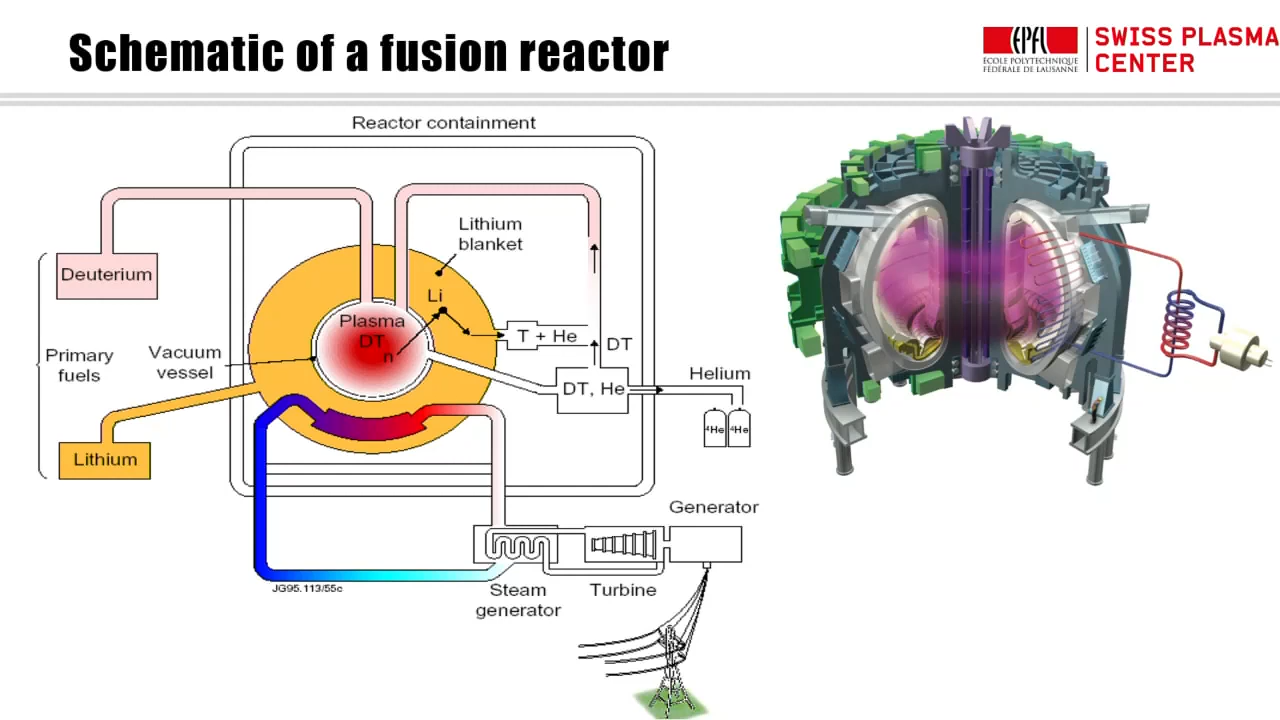 Schematic of a fusion reactor
EPFL
ÉCOLE POLYTECHNIQUE
FÉDÉRALE DE LAUSANNE
SWISS PLASMA
CENTER
Reactor containment
Deuterium
Lithium
blanket
Li
Plasma
DT
n
T + He
DT
Primary
fuels
Vacuum
vessel
DT, He
Helium
⁴He
⁴He
Lithium
Generator
JG95.113/55c
Steam
generator
Turbine